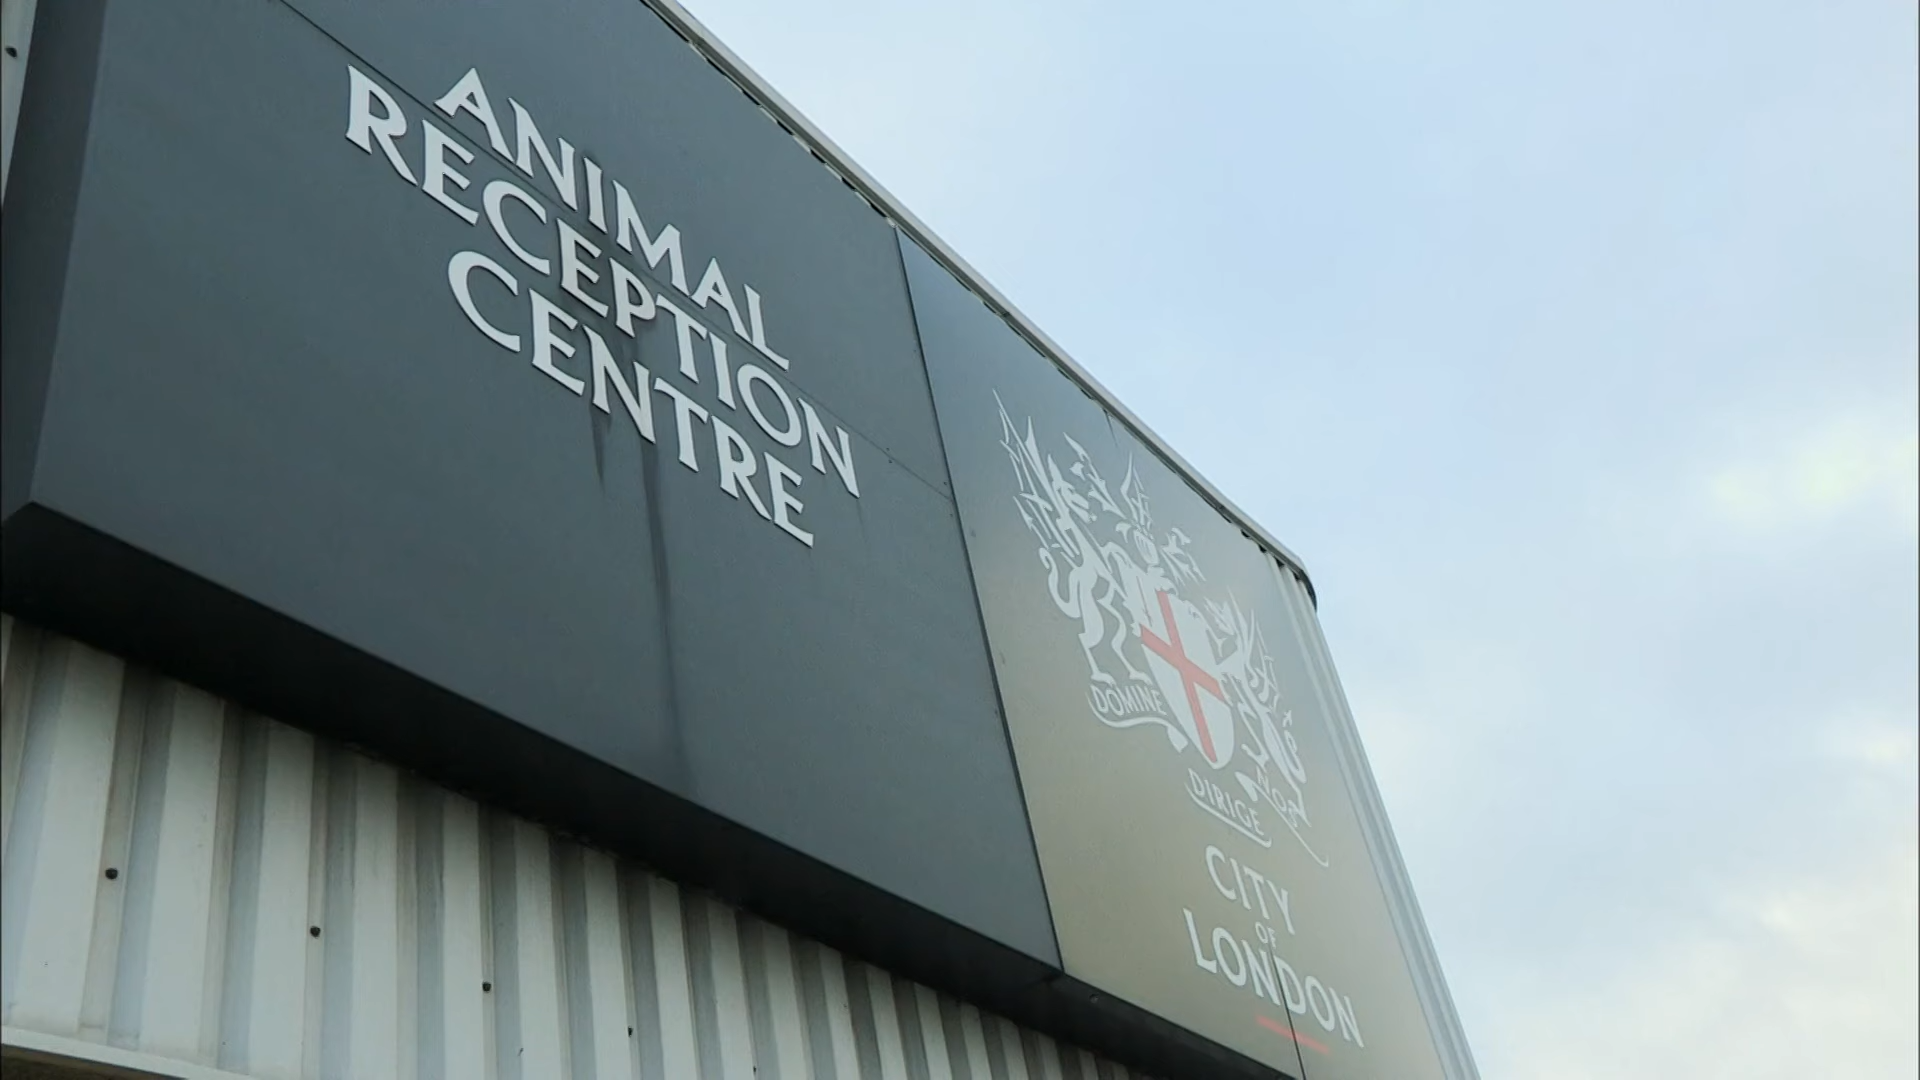 ANIMAL
RECEPTION
CENTRE
DOMINE
DIRIGE
NOS
CITY
OF
LONDON